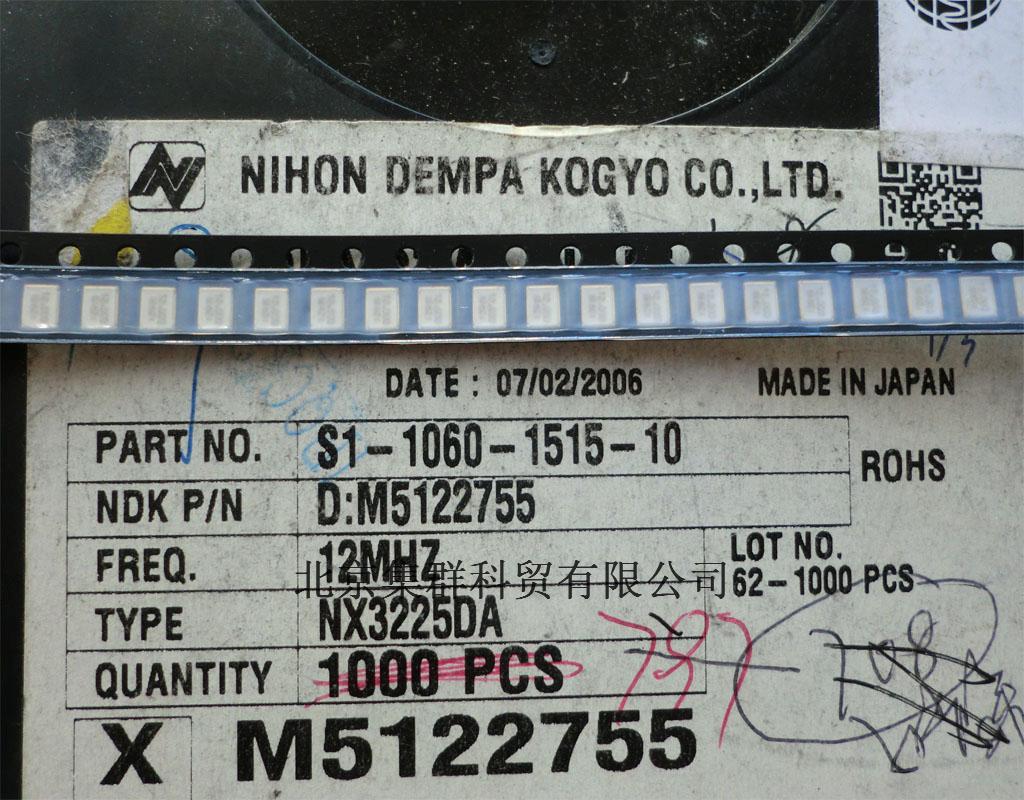 NIHON DEMPA KOGYO CO.,LTD.
DATE : 07/02/2006 MADE IN JAPAN
PART NO. S1-1060-1515-10
ROHS
NDK P/N D:M5122755
FREQ. 12MHZ
LOT NO.
62-1000 PCS
北京集群科贸有限公司
TYPE NX3225DA
QUANTITY 1000 PCS
X M5122755